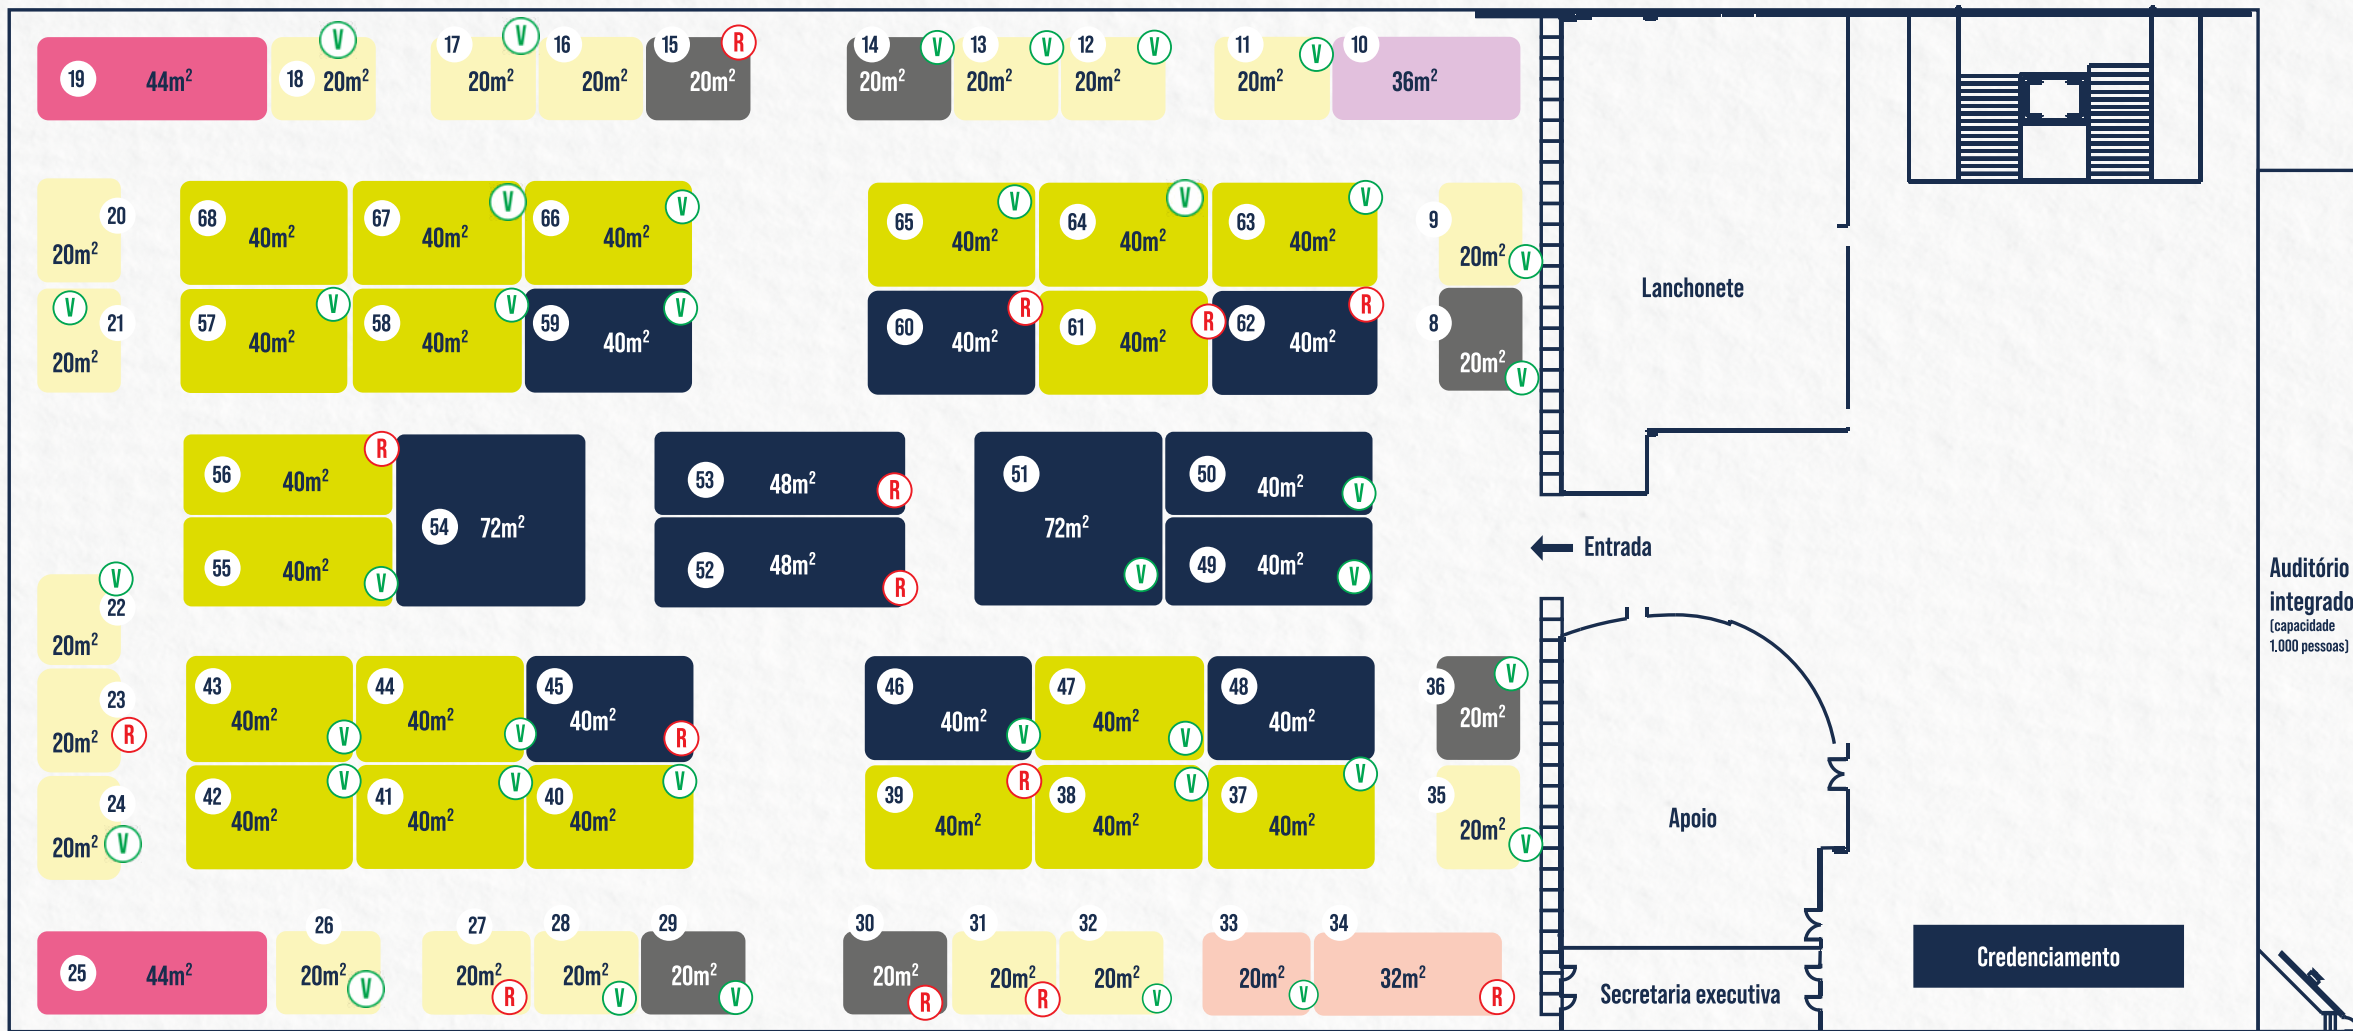 19 44m²
18 20m² V
17 20m² V
16 20m²
15 20m² R
14 20m² V
13 20m² V
12 20m² V
11 20m² V
10 36m²
20 20m²
68 40m²
67 40m² V
66 40m² V
65 40m² V
64 40m² V
63 40m² V
9 20m² V
Lanchonete
21 20m² V
57 40m² V
58 40m² V
59 40m² V
60 40m² R
61 40m² R
62 40m² R
8 20m² V
56 40m² R
54 72m²
53 48m² R
51 72m² V
50 40m² V
55 40m² V
52 48m² R
49 40m² V
Entrada
Auditório
integrado
(capacidade
1.000 pessoas)
22 20m² V
23 20m² R
43 40m² V
44 40m² V
45 40m² R
46 40m² V
47 40m² V
48 40m²
36 20m² V
24 20m² V
42 40m² V
41 40m² V
40 40m² V
39 40m² R
38 40m² V
37 40m² V
35 20m² V
Apoio
25 44m²
26 20m² V
27 20m² R
28 20m² V
29 20m² V
30 20m² R
31 20m² R
32 20m² V
33 20m² V
34 32m² R
Secretaria executiva
Credenciamento